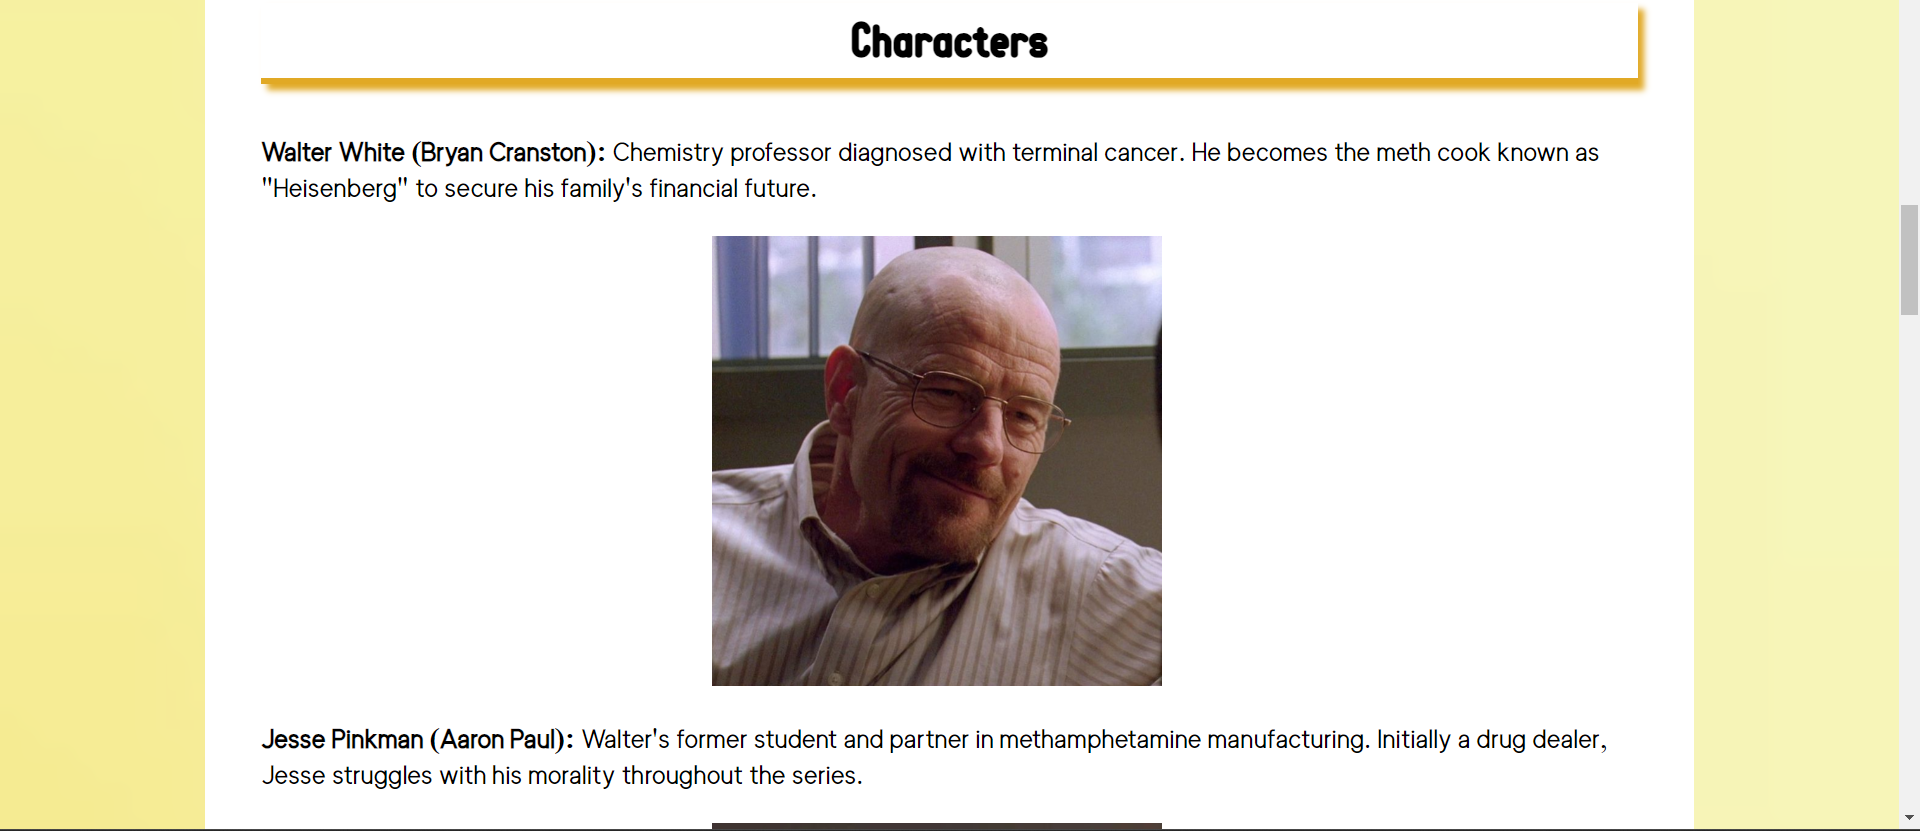 Characters
Walter White (Bryan Cranston): Chemistry professor diagnosed with terminal cancer. He becomes the meth cook known as
"Heisenberg" to secure his family's financial future.
Jesse Pinkman (Aaron Paul): Walter's former student and partner in methamphetamine manufacturing. Initially a drug dealer,
Jesse struggles with his morality throughout the series.